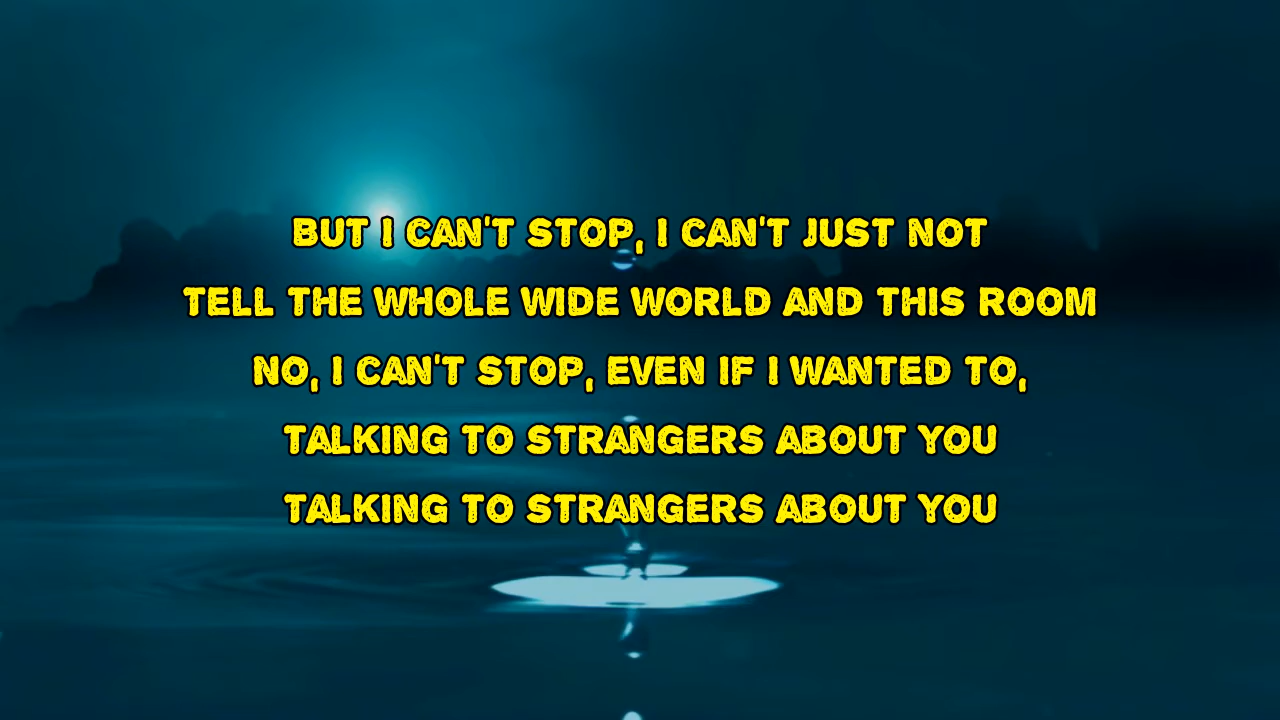 BUT I CAN'T STOP, I CAN'T JUST NOT
TELL THE WHOLE WIDE WORLD AND THIS ROOM
NO, I CAN'T STOP, EVEN IF I WANTED TO,
TALKING TO STRANGERS ABOUT YOU
TALKING TO STRANGERS ABOUT YOU